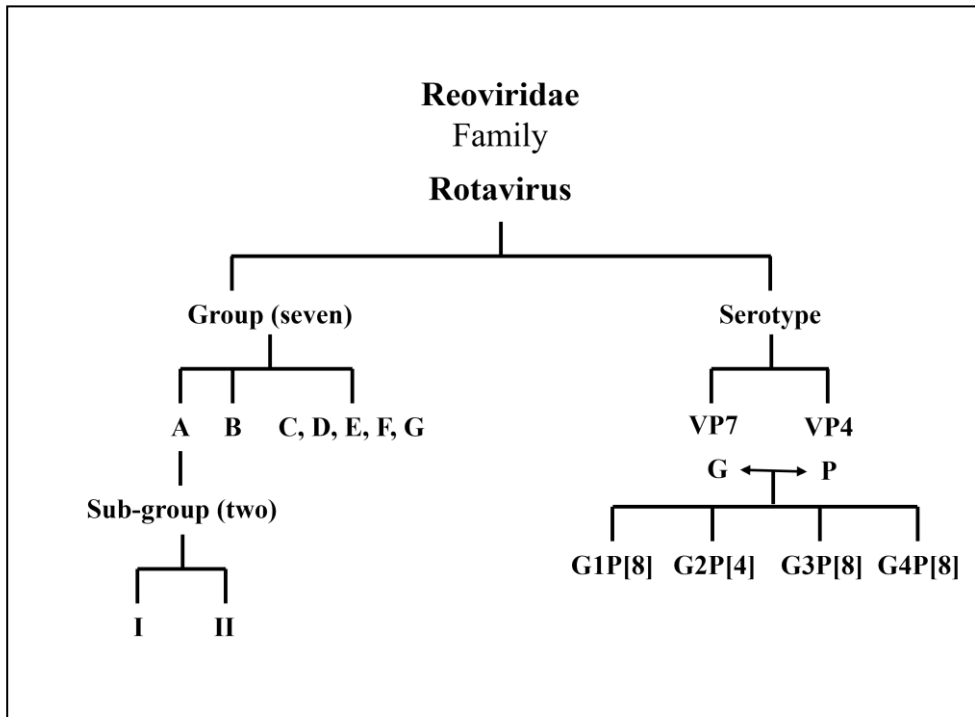 Reoviridae
Family
Rotavirus
Group (seven)
Serotype
A B C, D, E, F, G
VP7 VP4
G P
Sub-group (two)
G1P[8] G2P[4] G3P[8] G4P[8]
I II